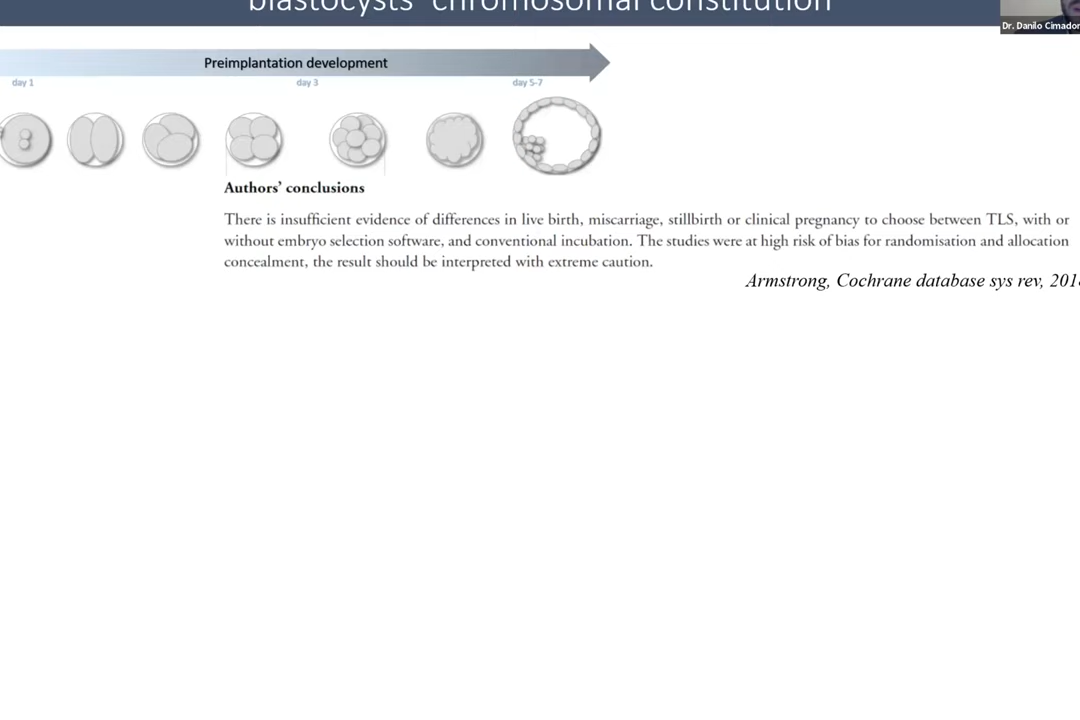 blastocysts' chromosomal constitution
Dr. Danilo Cimador
Preimplantation development
day 1
day 3
day 5-7
Authors' conclusions
There is insufficient evidence of differences in live birth, miscarriage, stillbirth or clinical pregnancy to choose between TLS, with or
without embryo selection software, and conventional incubation. The studies were at high risk of bias for randomisation and allocation
concealment, the result should be interpreted with extreme caution.
Armstrong, Cochrane database sys rev,